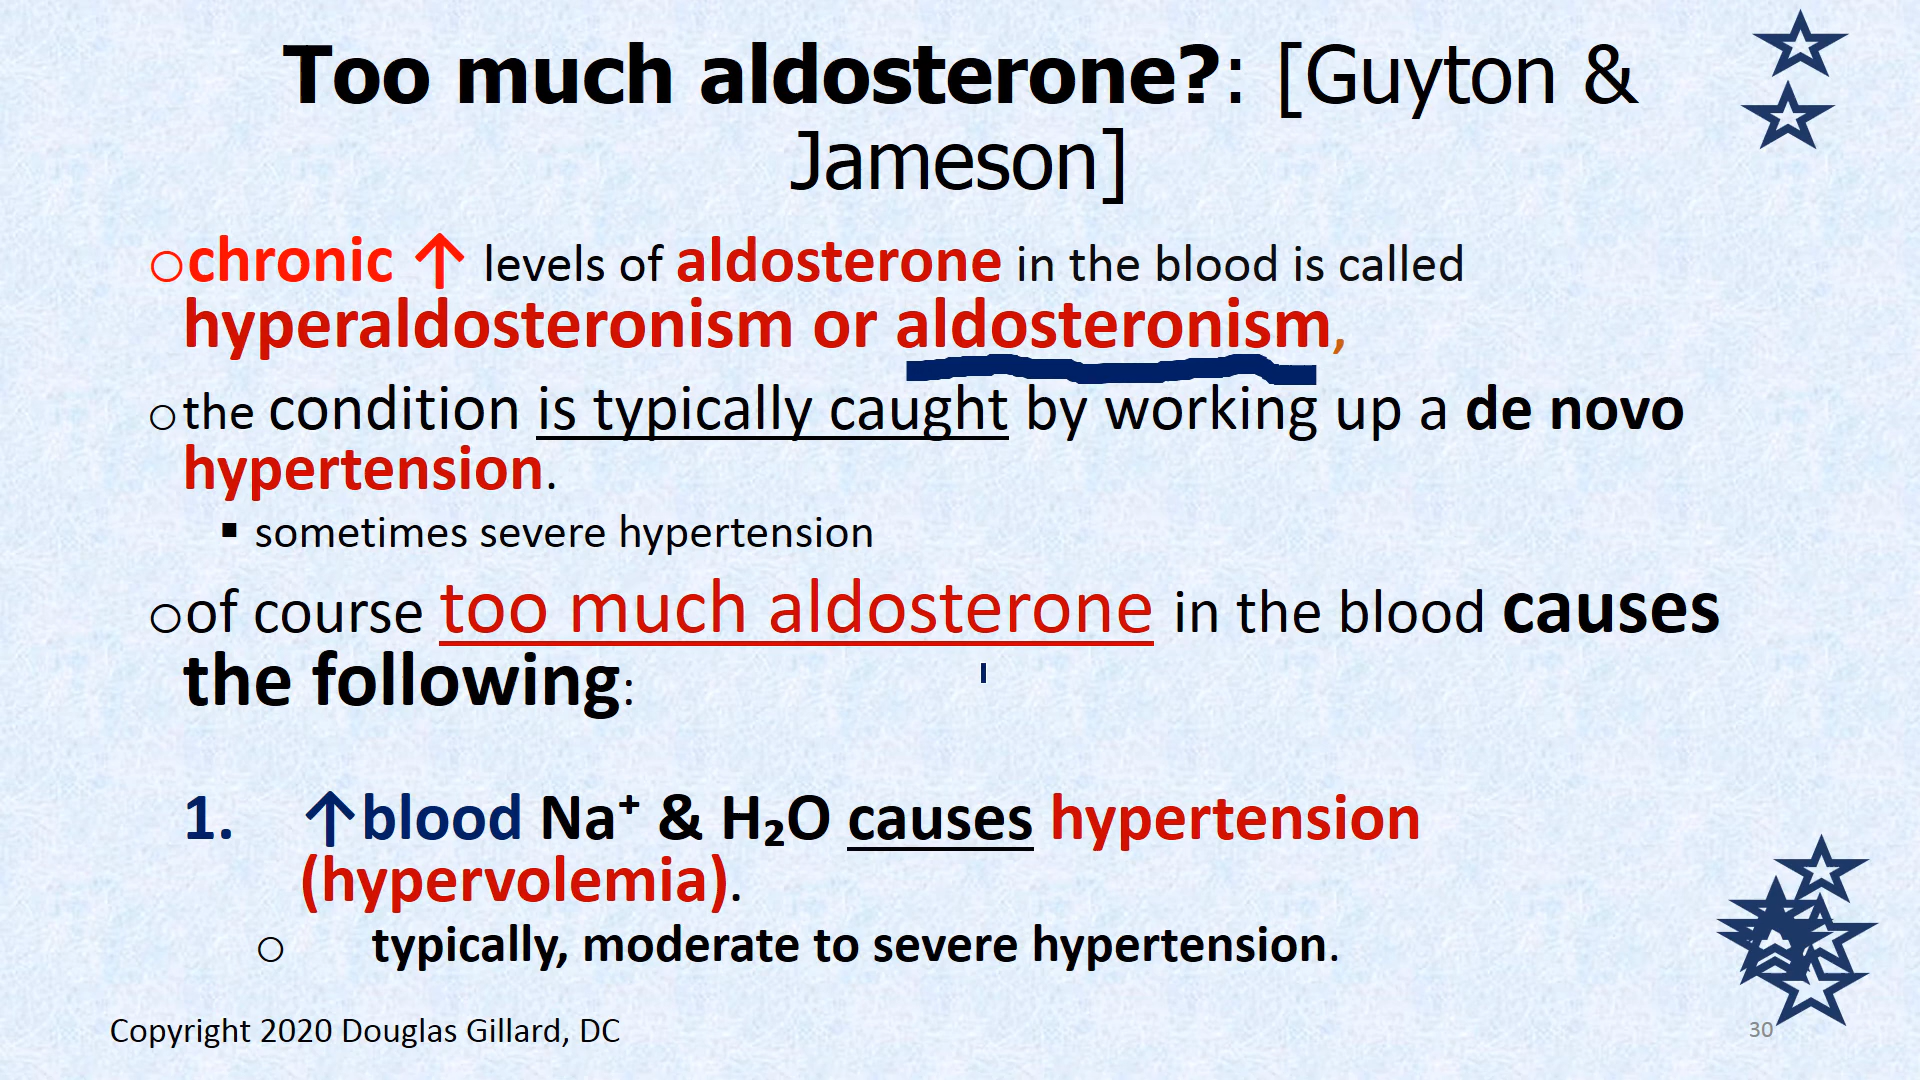 Too much aldosterone?: [Guyton &
Jameson]
○chronic ↑ levels of aldosterone in the blood is called
hyperaldosteronism or aldosteronism,
○the condition is typically caught by working up a de novo
hypertension.
▪ sometimes severe hypertension
○of course too much aldosterone in the blood causes
the following:
1. ↑blood Na⁺ & H₂O causes hypertension
(hypervolemia).
○ typically, moderate to severe hypertension.
Copyright 2020 Douglas Gillard, DC
30